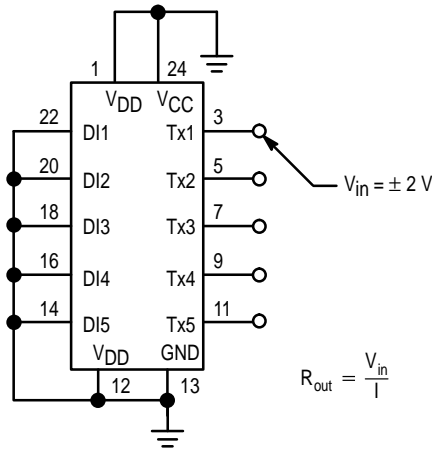 1 24
V_DD V_CC
22 DI1 Tx1 3
20 DI2 Tx2 5
V_in = ± 2 V
18 DI3 Tx3 7
16 DI4 Tx4 9
14 DI5 Tx5 11
V_DD GND
12 13
R_out = V_in / I